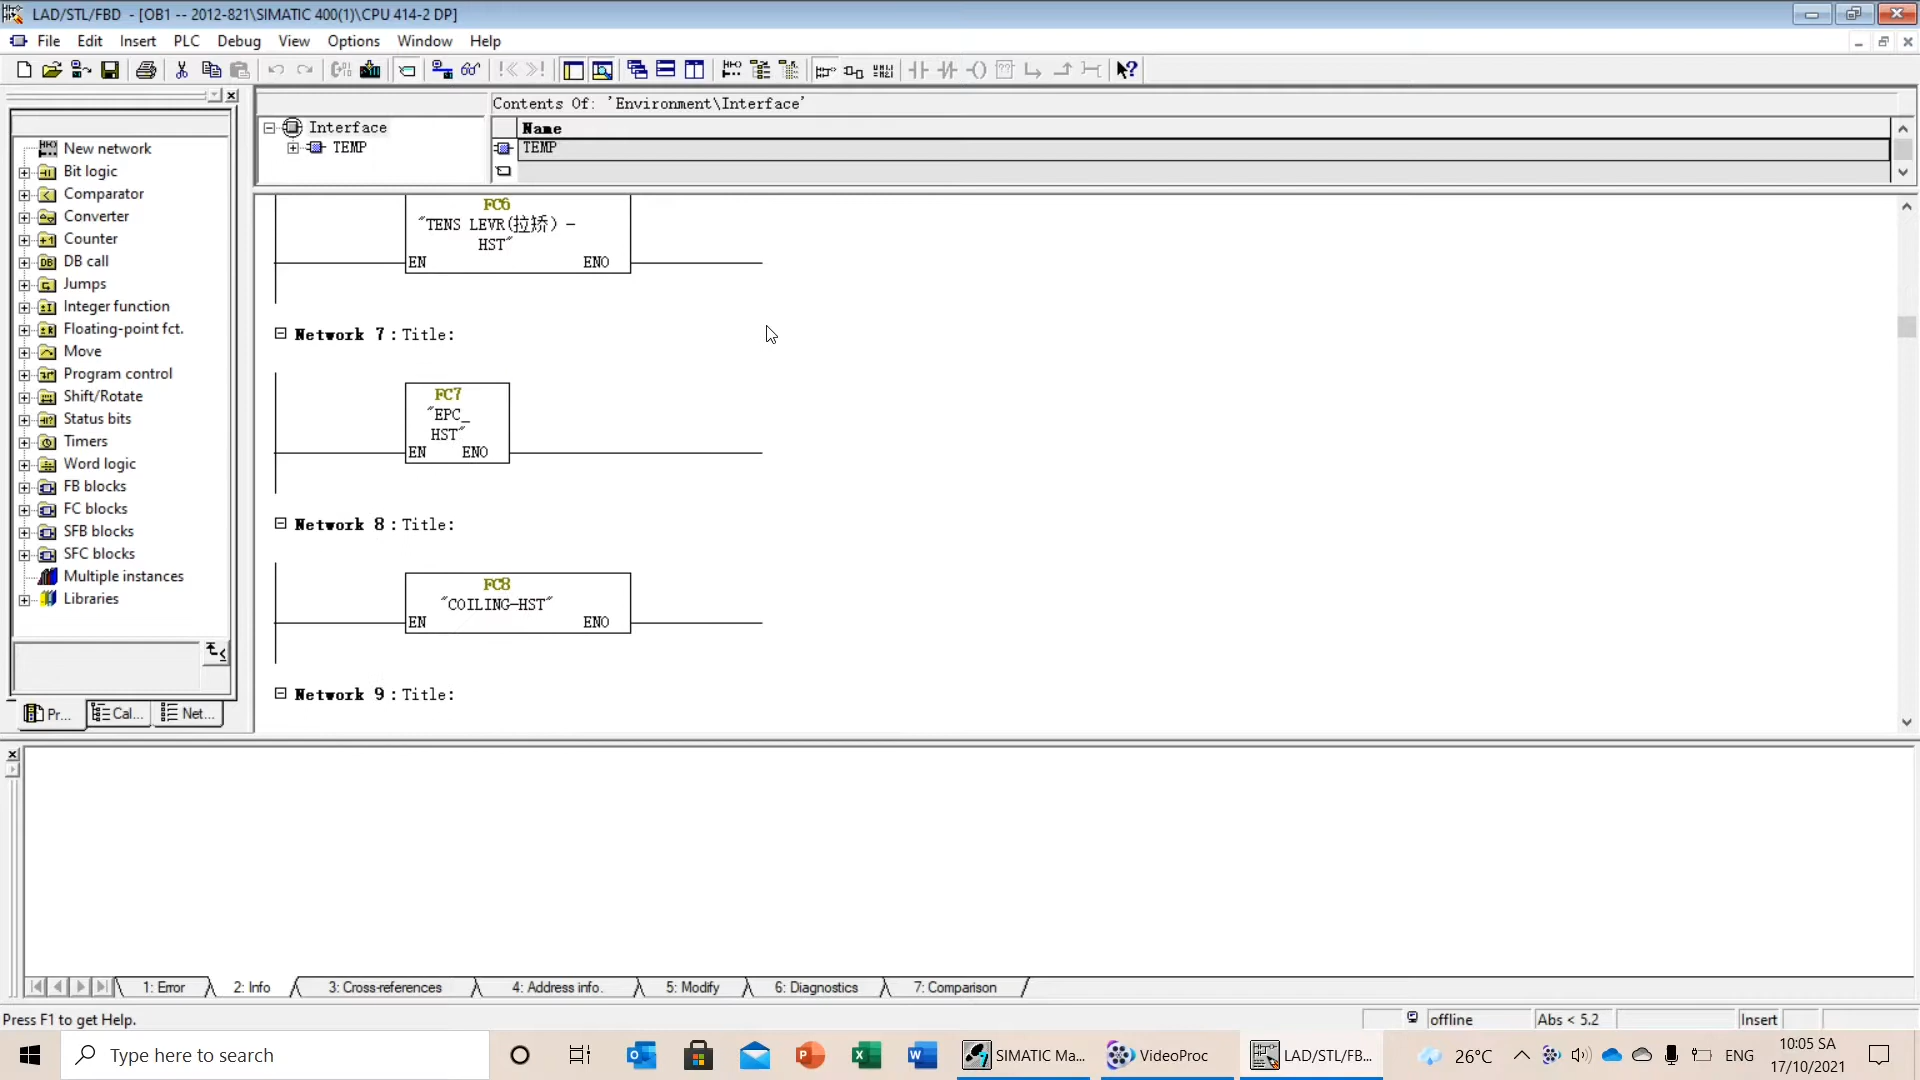 LAD/STL/FBD - [OB1 -- 2012-821\SIMATIC 400(1)\CPU 414-2 DP]
File Edit Insert PLC Debug View Options Window Help
Contents Of: 'Environment\Interface'
Interface
TEMP
Name
TEMP
New network
Bit logic
Comparator
Converter
Counter
DB call
Jumps
Integer function
Floating-point fct.
Move
Program control
Shift/Rotate
Status bits
Timers
Word logic
FB blocks
FC blocks
SFB blocks
SFC blocks
Multiple instances
Libraries
Pr... Cal... Net...
FC6
"TENS LEVR(拉矫) -
HST"
EN ENO
Network 7 : Title:
FC7
"EPC_
HST"
EN ENO
Network 8 : Title:
FC8
"COILING-HST"
EN ENO
Network 9 : Title:
1: Error 2: Info 3: Cross-references 4: Address info. 5: Modify 6: Diagnostics 7: Comparison
Press F1 to get Help.
offline Abs < 5.2 Insert
Type here to search
SIMATIC Ma... VideoProc LAD/STL/FB...
26°C ENG
10:05 SA
17/10/2021